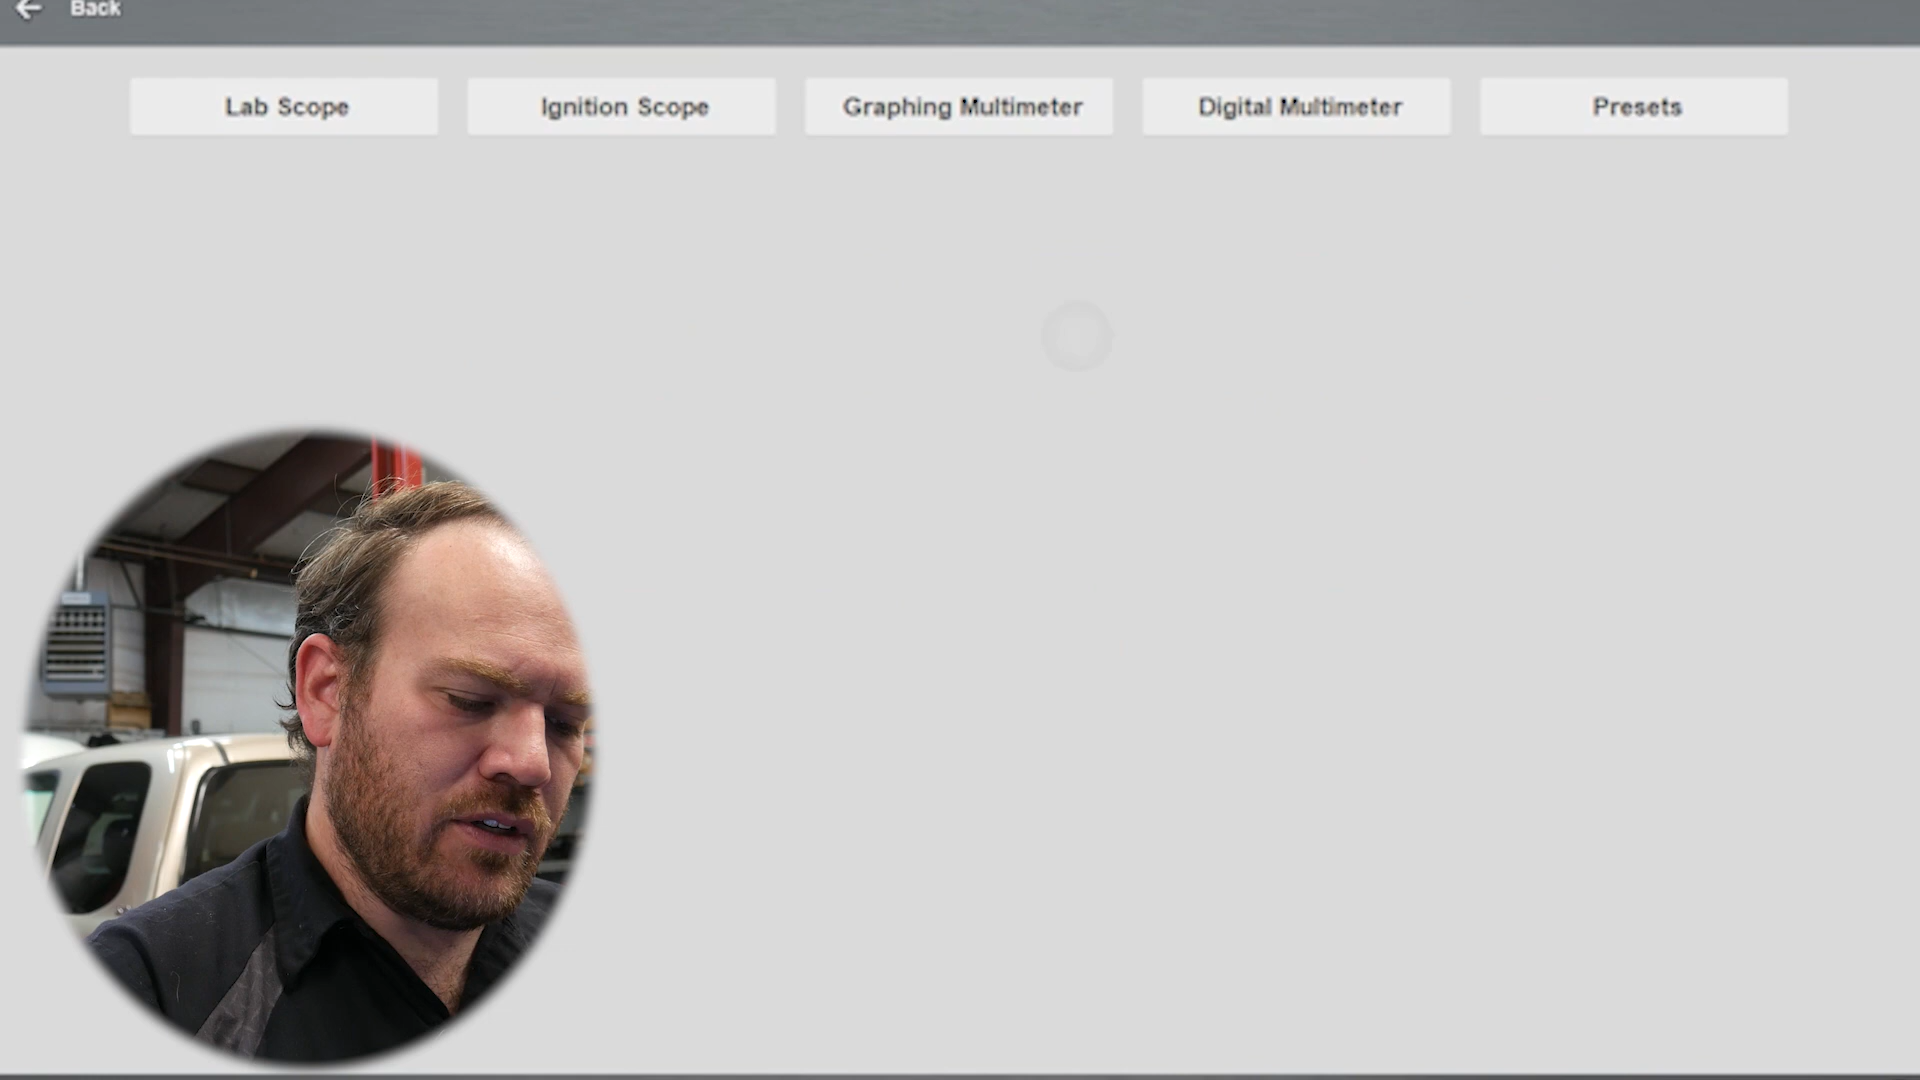 Back
Lab Scope
Ignition Scope
Graphing Multimeter
Digital Multimeter
Presets